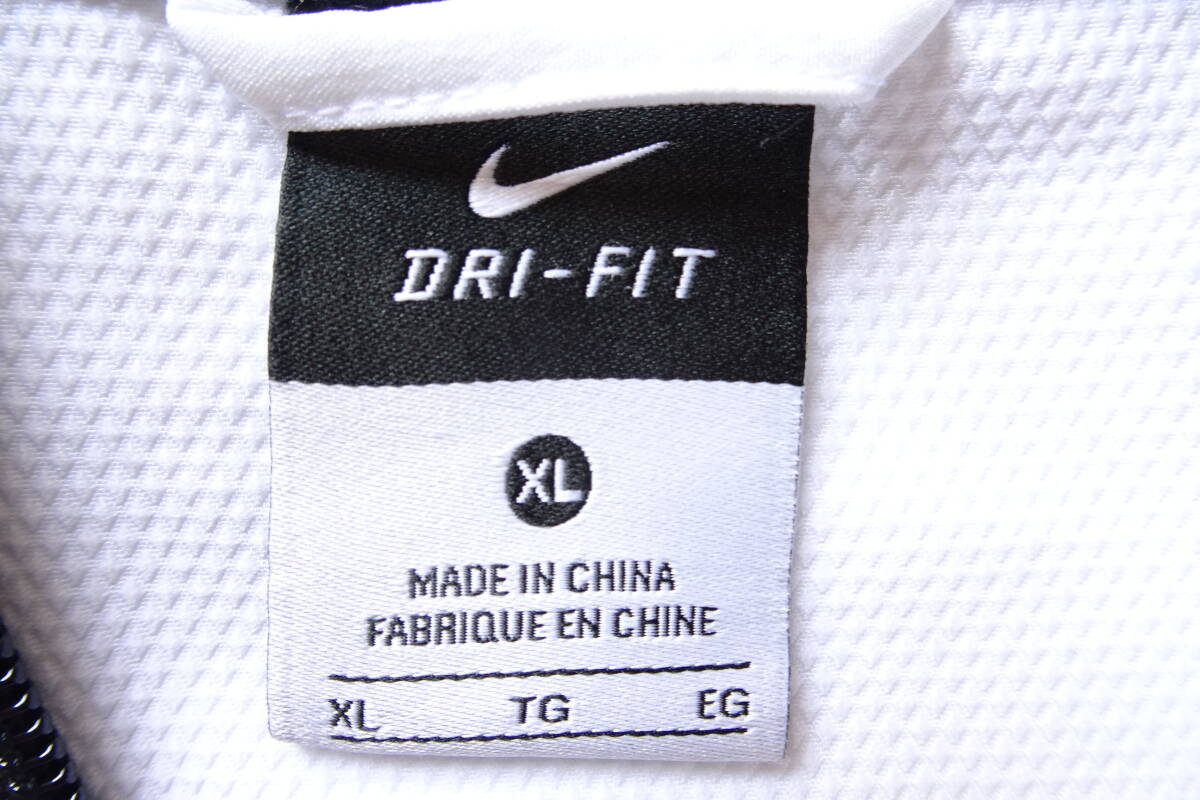 DRI-FIT
XL
MADE IN CHINA
FABRIQUE EN CHINE
XL TG EG